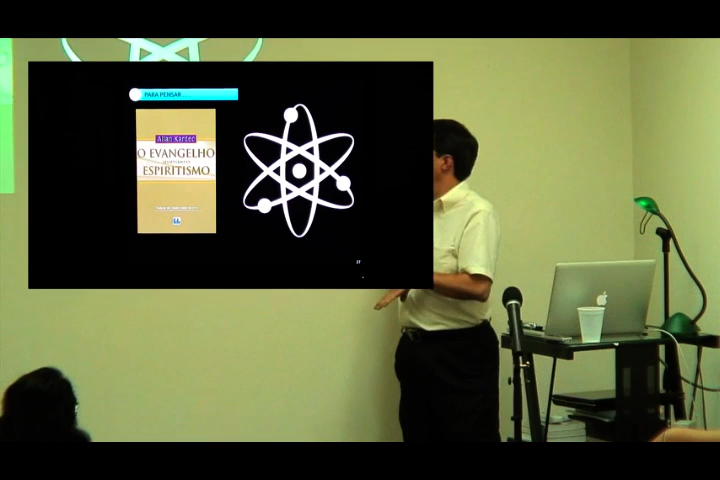 PARA PENSAR.....
Allan Kardec
O EVANGELHO
ESPIRITISMO